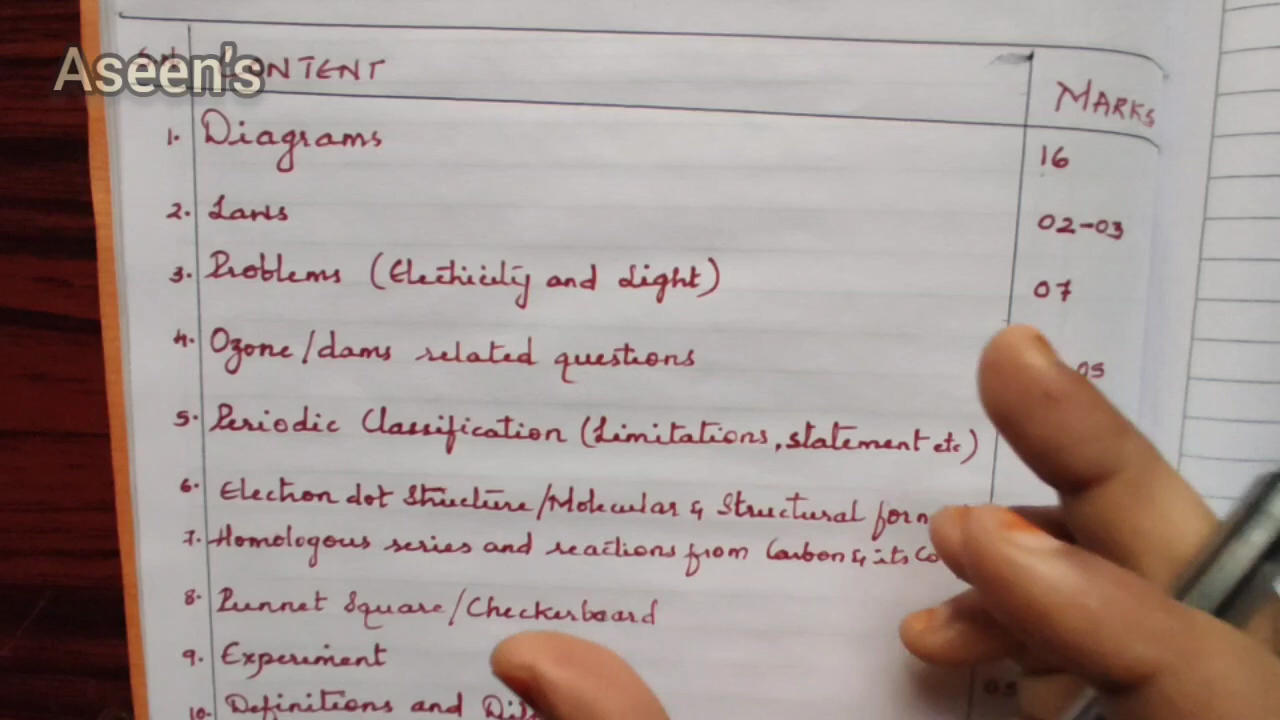 Aseen's
CONTENT MARKS
1. Diagrams 16
2. Laws 02-03
3. Problems (Electricity and Light) 07
4. Ozone/dams related questions 05
5. Periodic Classification (Limitations, statement etc)
6. Electron dot Structure/Molecular & Structural
7. Homologous series and reactions from Carbon & its
8. Punnet Square/Checkerboard
9. Experiment
10. Definitions and